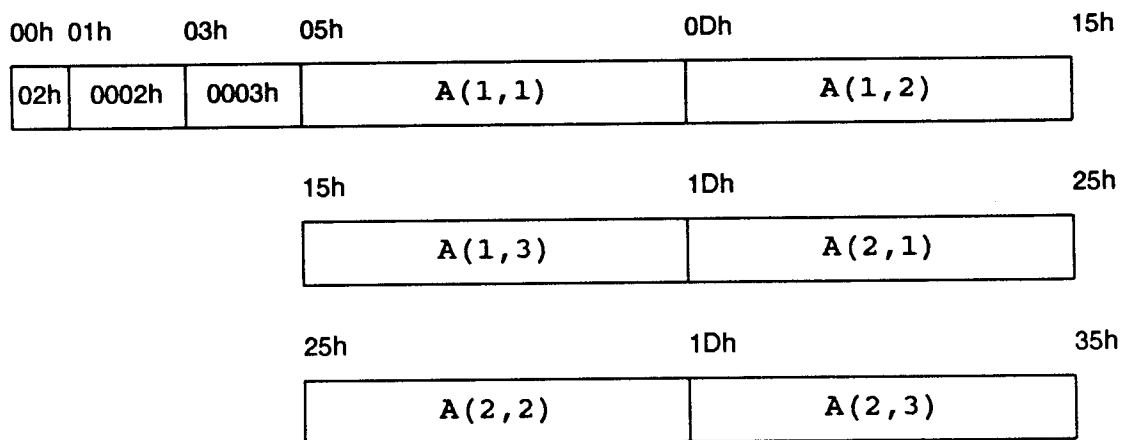 00h 01h 03h 05h 0Dh 15h
02h 0002h 0003h A(1,1) A(1,2)
15h 1Dh 25h
A(1,3) A(2,1)
25h 1Dh 35h
A(2,2) A(2,3)